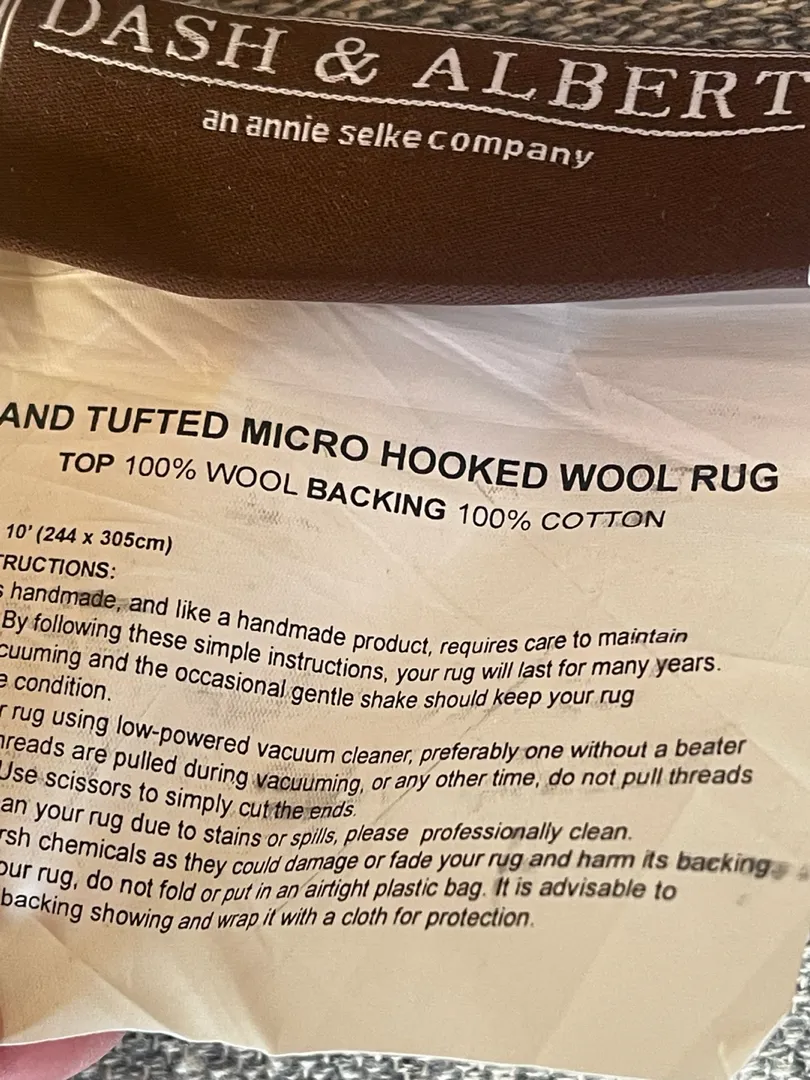 DASH & ALBERT
an annie selke company
AND TUFTED MICRO HOOKED WOOL RUG
TOP 100% WOOL BACKING 100% COTTON
10' (244 x 305cm)
TRUCTIONS:
s handmade, and like a handmade product, requires care to maintain
By following these simple instructions, your rug will last for many years.
cuuming and the occasional gentle shake should keep your rug
e condition.
r rug using low-powered vacuum cleaner, preferably one without a beater
hreads are pulled during vacuuming, or any other time, do not pull threads
Use scissors to simply cut the ends.
an your rug due to stains or spills, please professionally clean.
rsh chemicals as they could damage or fade your rug and harm its backing
our rug, do not fold or put in an airtight plastic bag. It is advisable to
backing showing and wrap it with a cloth for protection.